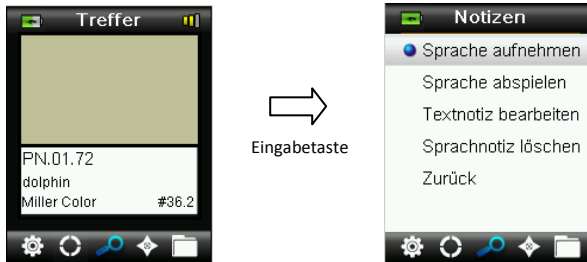 Treffer
PN.01.72
dolphin
Miller Color #36.2
Eingabetaste
Notizen
Sprache aufnehmen
Sprache abspielen
Textnotiz bearbeiten
Sprachnotiz löschen
Zurück